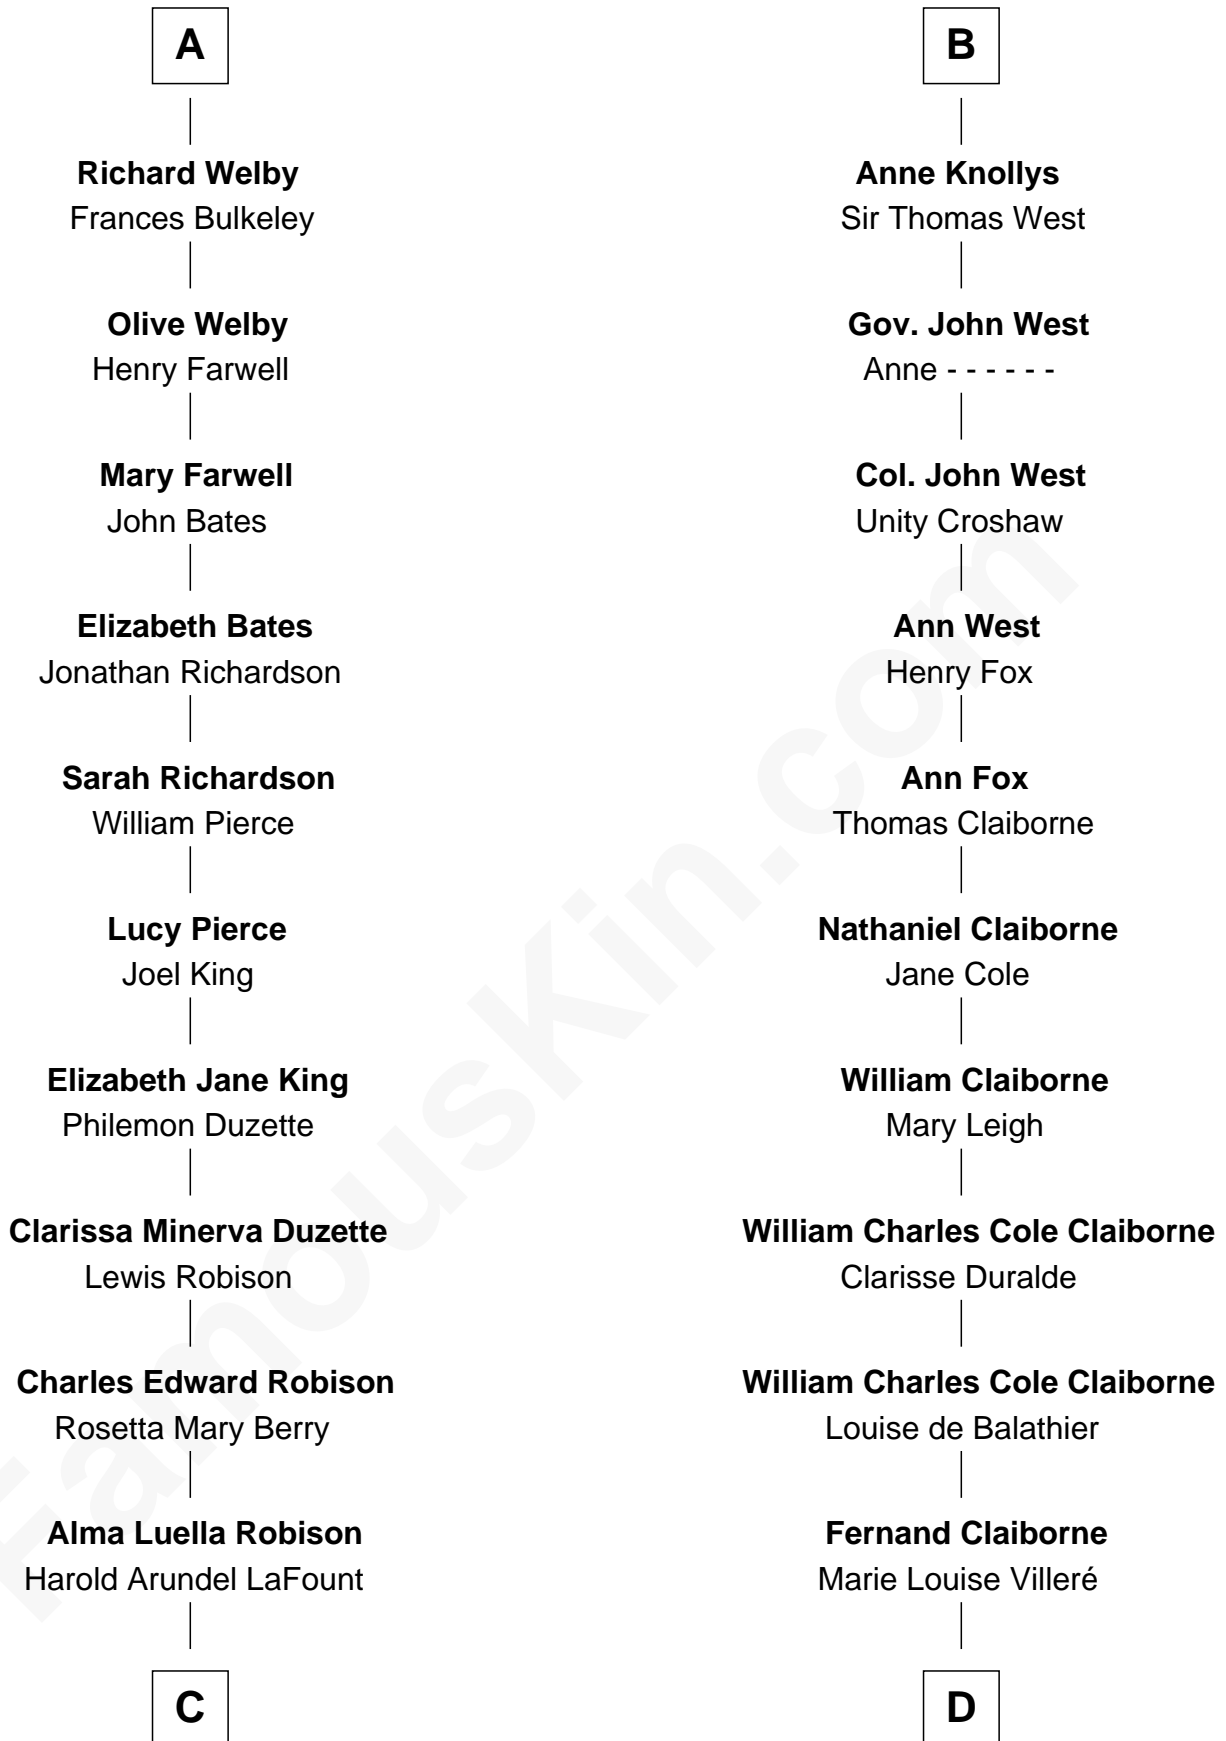 A
Richard Welby
Frances Bulkeley
Olive Welby
Henry Farwell
Mary Farwell
John Bates
Elizabeth Bates
Jonathan Richardson
Sarah Richardson
William Pierce
Lucy Pierce
Joel King
Elizabeth Jane King
Philemon Duzette
Clarissa Minerva Duzette
Lewis Robison
Charles Edward Robison
Rosetta Mary Berry
Alma Luella Robison
Harold Arundel LaFount
C
B
Anne Knollys
Sir Thomas West
Gov. John West
Anne - - - - - -
Col. John West
Unity Croshaw
Ann West
Henry Fox
Ann Fox
Thomas Claiborne
Nathaniel Claiborne
Jane Cole
William Claiborne
Mary Leigh
William Charles Cole Claiborne
Clarisse Duralde
William Charles Cole Claiborne
Louise de Balathier
Fernand Claiborne
Marie Louise Villeré
D
FamousKin.com